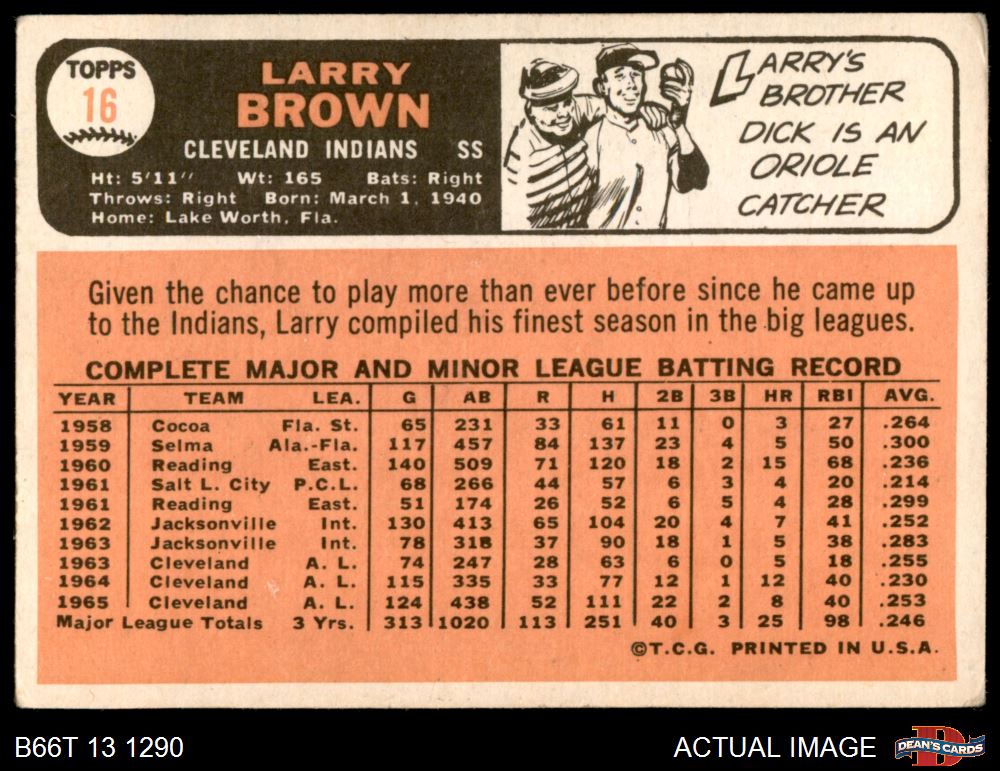 TOPPS
16
LARRY
BROWN
CLEVELAND INDIANS SS
Ht: 5'11" Wt: 165 Bats: Right
Throws: Right Born: March 1, 1940
Home: Lake Worth, Fla.
LARRY'S
BROTHER
DICK IS AN
ORIOLE
CATCHER
Given the chance to play more than ever before since he came up
to the Indians, Larry compiled his finest season in the big leagues.
COMPLETE MAJOR AND MINOR LEAGUE BATTING RECORD
YEAR TEAM LEA. G AB R H 2B 3B HR RBI AVG.
1958 Cocoa Fla. St. 65 231 33 61 11 0 3 27 .264
1959 Selma Ala.-Fla. 117 457 84 137 23 4 5 50 .300
1960 Reading East. 140 509 71 120 18 2 15 68 .236
1961 Salt L. City P.C.L. 68 266 44 57 6 3 4 20 .214
1961 Reading East. 51 174 26 52 6 5 4 28 .299
1962 Jacksonville Int. 130 413 65 104 20 4 7 41 .252
1963 Jacksonville Int. 78 318 37 90 18 1 5 38 .283
1963 Cleveland A. L. 74 247 28 63 6 0 5 18 .255
1964 Cleveland A. L. 115 335 33 77 12 1 12 40 .230
1965 Cleveland A. L. 124 438 52 111 22 2 8 40 .253
Major League Totals 3 Yrs. 313 1020 113 251 40 3 25 98 .246
©T.C.G. PRINTED IN U.S.A.
B66T 13 1290
ACTUAL IMAGE
D
DEAN'S CARDS